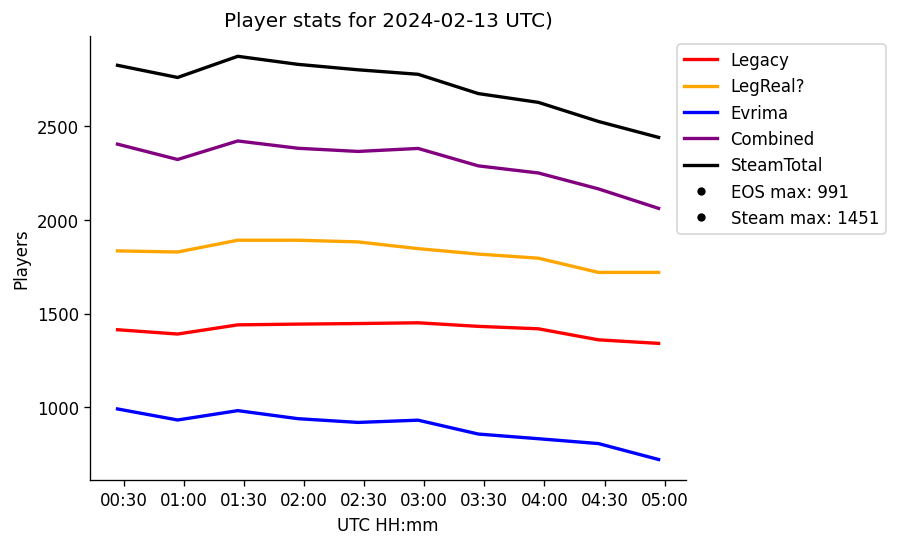 Player stats for 2024-02-13 UTC)
Legacy
LegReal?
Evrima
Combined
SteamTotal
EOS max: 991
Steam max: 1451
Players
2500
2000
1500
1000
00:30 01:00 01:30 02:00 02:30 03:00 03:30 04:00 04:30 05:00
UTC HH:mm